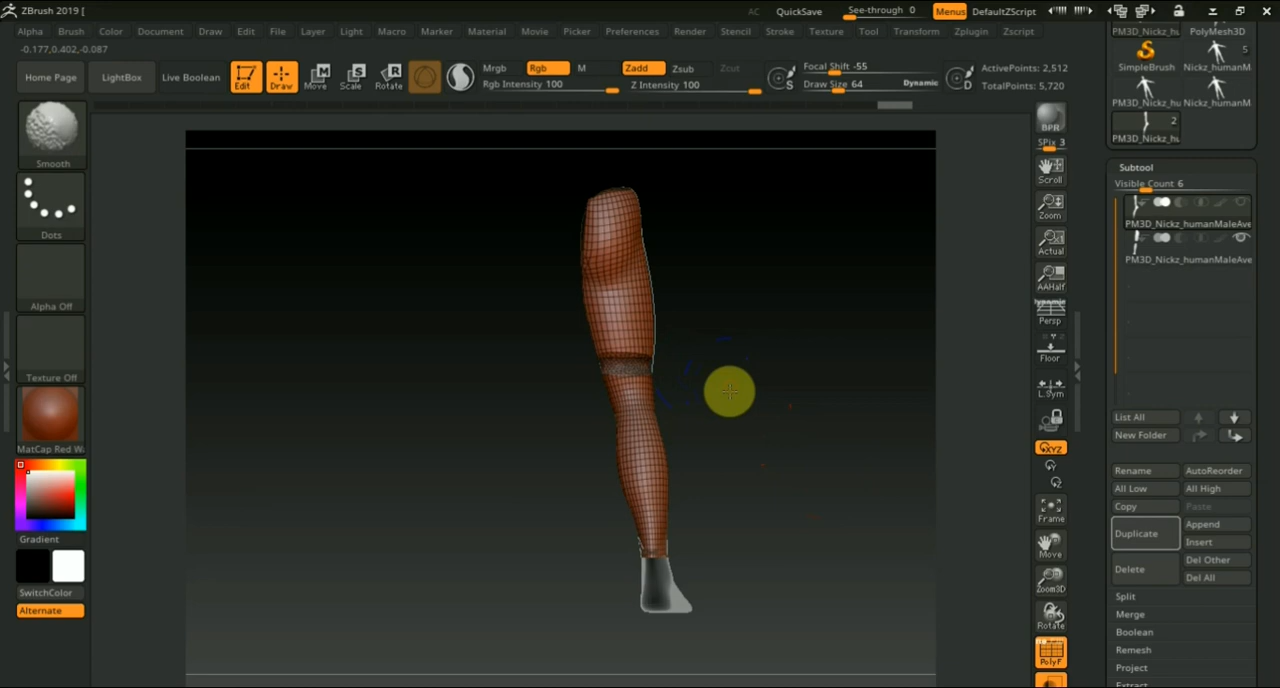 ZBrush 2019 [
AC QuickSave See-through 0 Menus DefaultZScript
Alpha Brush Color Document Draw Edit File Layer Light Macro Marker Material Movie Picker Preferences Render Stencil Stroke Texture Tool Transform Zplugin Zscript
-0.177,0.402,-0.087
Home Page LightBox Live Boolean Edit Draw Move Scale Rotate
Mrgb Rgb M Zadd Zsub Zcut
Rgb Intensity 100 Z Intensity 100
Focal Shift -55
Draw Size 64 Dynamic
ActivePoints: 2,512
TotalPoints: 5,720
Smooth
Dots
Alpha Off
Texture Off
MatCap Red W
Gradient
SwitchColor
Alternate
BPR
SPix 3
Scroll
Zoom
Actual
AAHalf
Dynamic
Persp
Floor
L.Sym
XYZ
Frame
Move
Zoom3D
Rotate
PolyF
PM3D_Nickz_hu PolyMesh3D
5
SimpleBrush Nickz_humanM
PM3D_Nickz_hu Nickz_humanM
2
PM3D_Nickz_hu
Subtool
Visible Count 6
PM3D_Nickz_humanMaleAve
PM3D_Nickz_humanMaleAve
List All
New Folder
Rename AutoReorder
All Low All High
Copy Paste
Duplicate Append
Insert
Delete Del Other
Del All
Split
Merge
Boolean
Remesh
Project
Extract